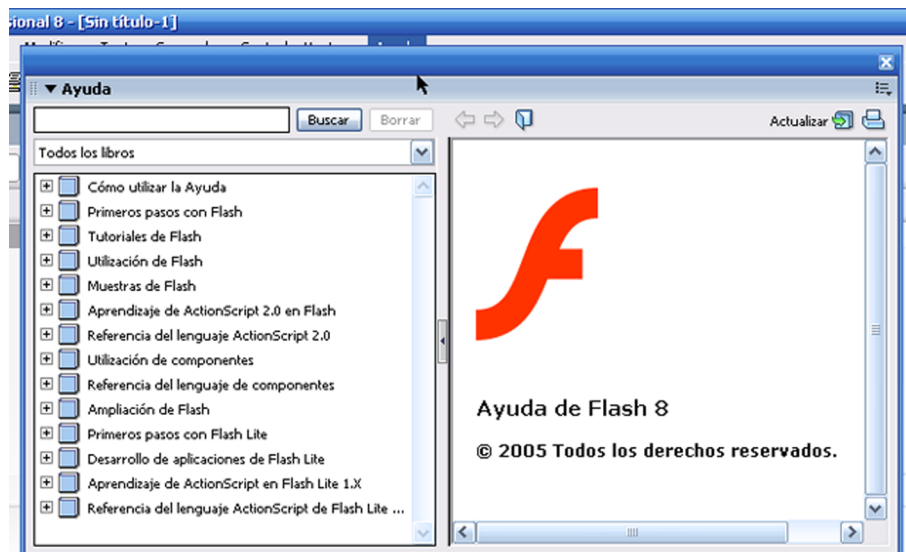 sional 8 - [Sin título-1]
Ayuda
Buscar
Borrar
Actualizar
Todos los libros
Cómo utilizar la Ayuda
Primeros pasos con Flash
Tutoriales de Flash
Utilización de Flash
Muestras de Flash
Aprendizaje de ActionScript 2.0 en Flash
Referencia del lenguaje ActionScript 2.0
Utilización de componentes
Referencia del lenguaje de componentes
Ampliación de Flash
Primeros pasos con Flash Lite
Desarrollo de aplicaciones de Flash Lite
Aprendizaje de ActionScript en Flash Lite 1.X
Referencia del lenguaje ActionScript de Flash Lite ...
Ayuda de Flash 8
© 2005 Todos los derechos reservados.